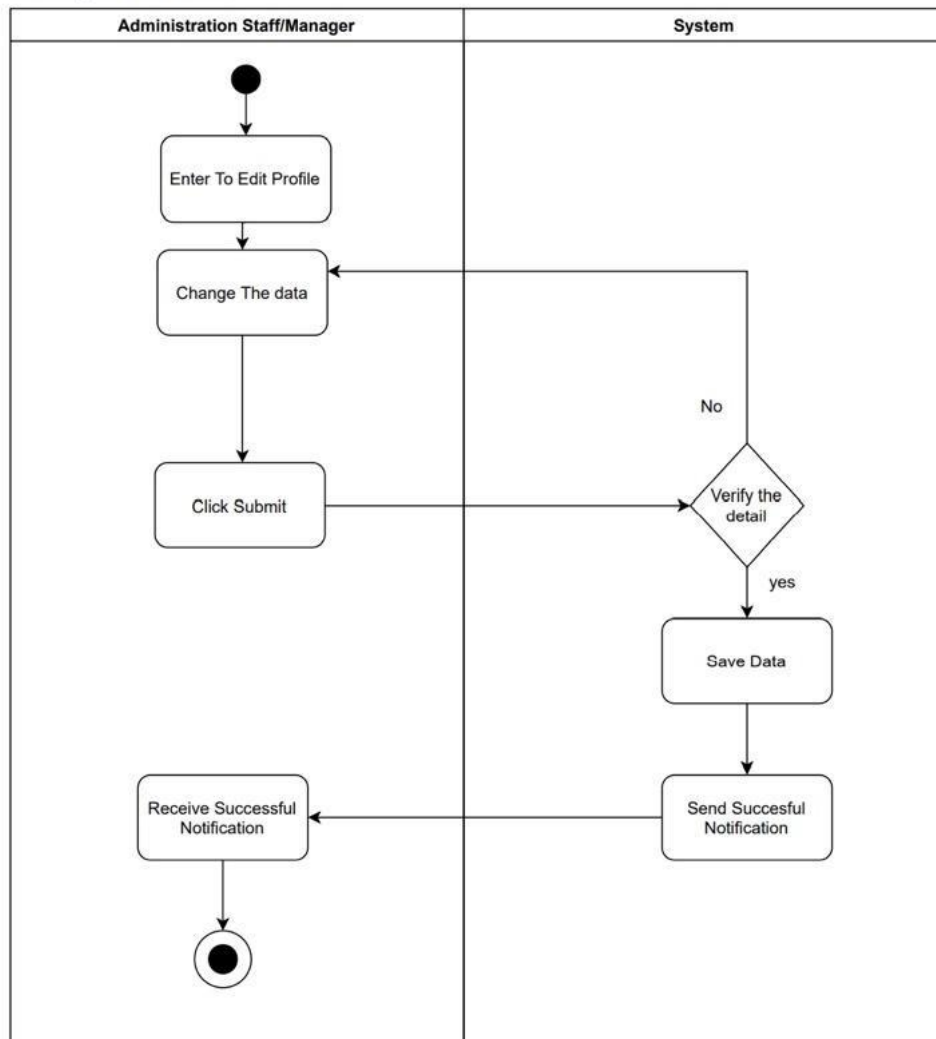 Administration Staff/Manager
System
Enter To Edit Profile
Change The data
No
Click Submit
Verify the
detail
yes
Save Data
Receive Successful
Notification
Send Succesful
Notification